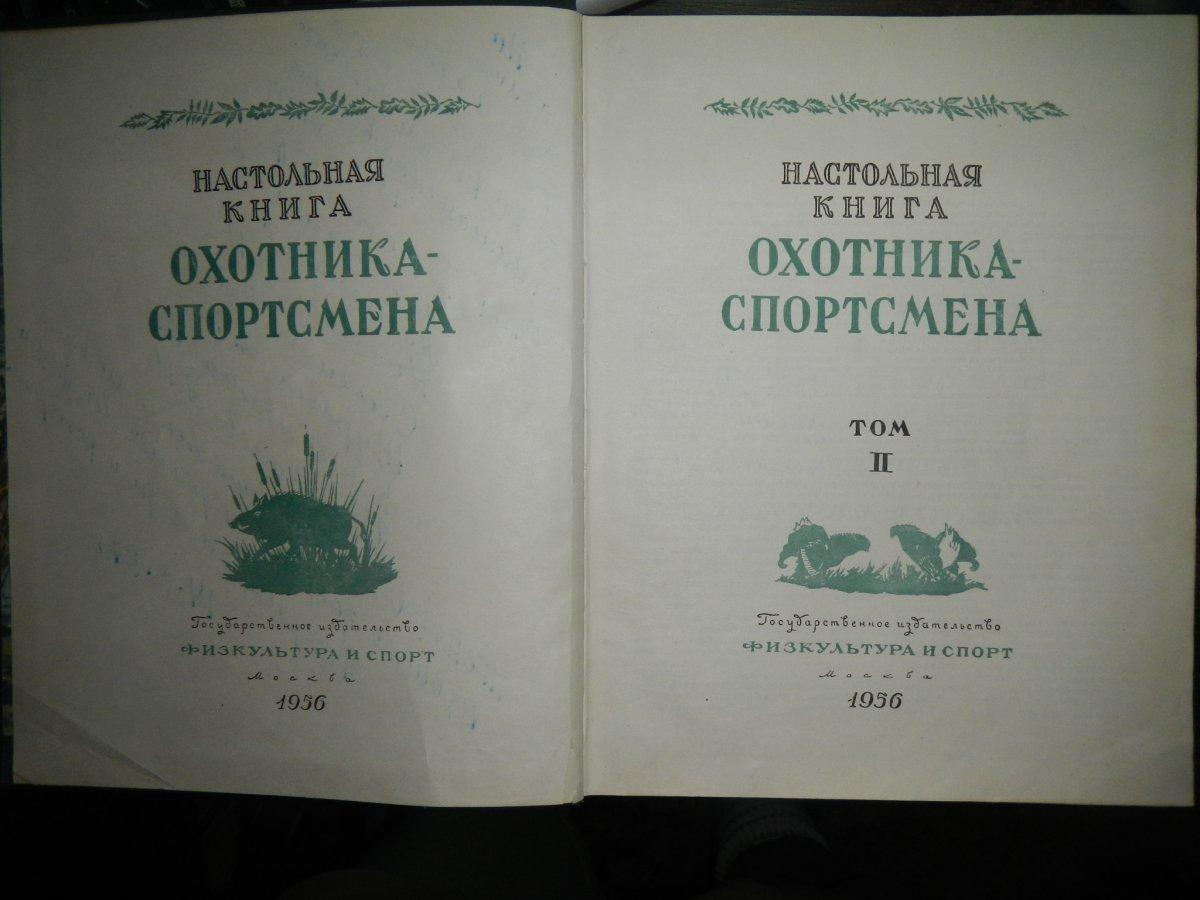 НАСТОЛЬНАЯ
КНИГА
ОХОТНИКА-
СПОРТСМЕНА
Государственное издательство
ФИЗКУЛЬТУРА И СПОРТ
Москва
1956
НАСТОЛЬНАЯ
КНИГА
ОХОТНИКА-
СПОРТСМЕНА
ТОМ
II
Государственное издательство
ФИЗКУЛЬТУРА И СПОРТ
Москва
1956